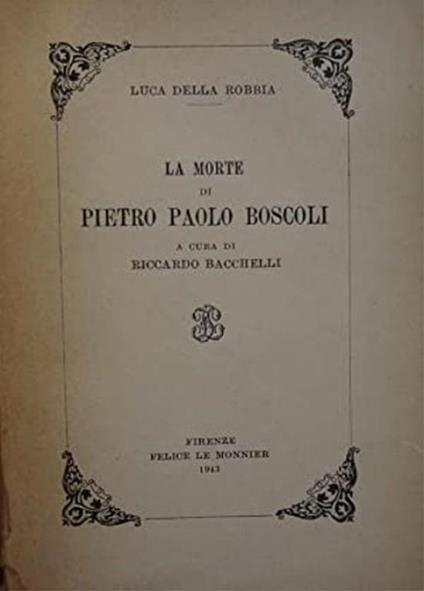 LUCA DELLA ROBBIA
LA MORTE
DI
PIETRO PAOLO BOSCOLI
A CURA DI
RICCARDO BACCHELLI
FIRENZE
FELICE LE MONNIER
1943